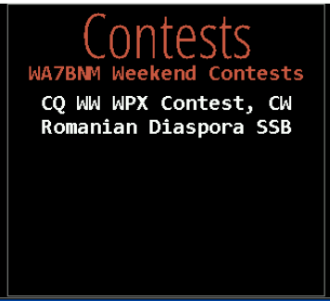 Contests
WA7BNM Weekend Contests
CQ WW WPX Contest, CW
Romanian Diaspora SSB